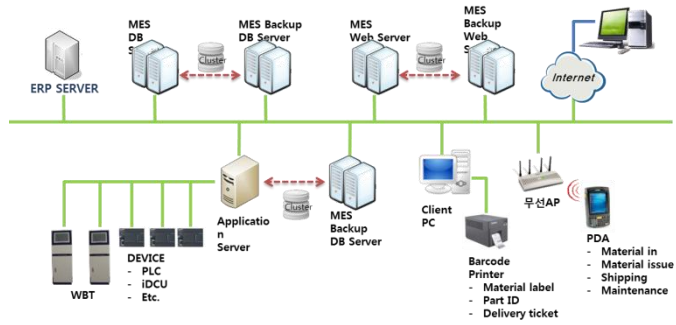 MES
DB
MES Backup
DB Server
MES
Web Server
MES
Backup
Web
Cluster
Cluster
Internet
ERP SERVER
Applicatio
n
Server
Cluster
MES
Backup
DB Server
Client
PC
무선AP
PDA
- Material in
- Material issue
- Shipping
- Maintenance
WBT
DEVICE
- PLC
- iDCU
- Etc.
Barcode
Printer
- Material label
- Part ID
- Delivery ticket